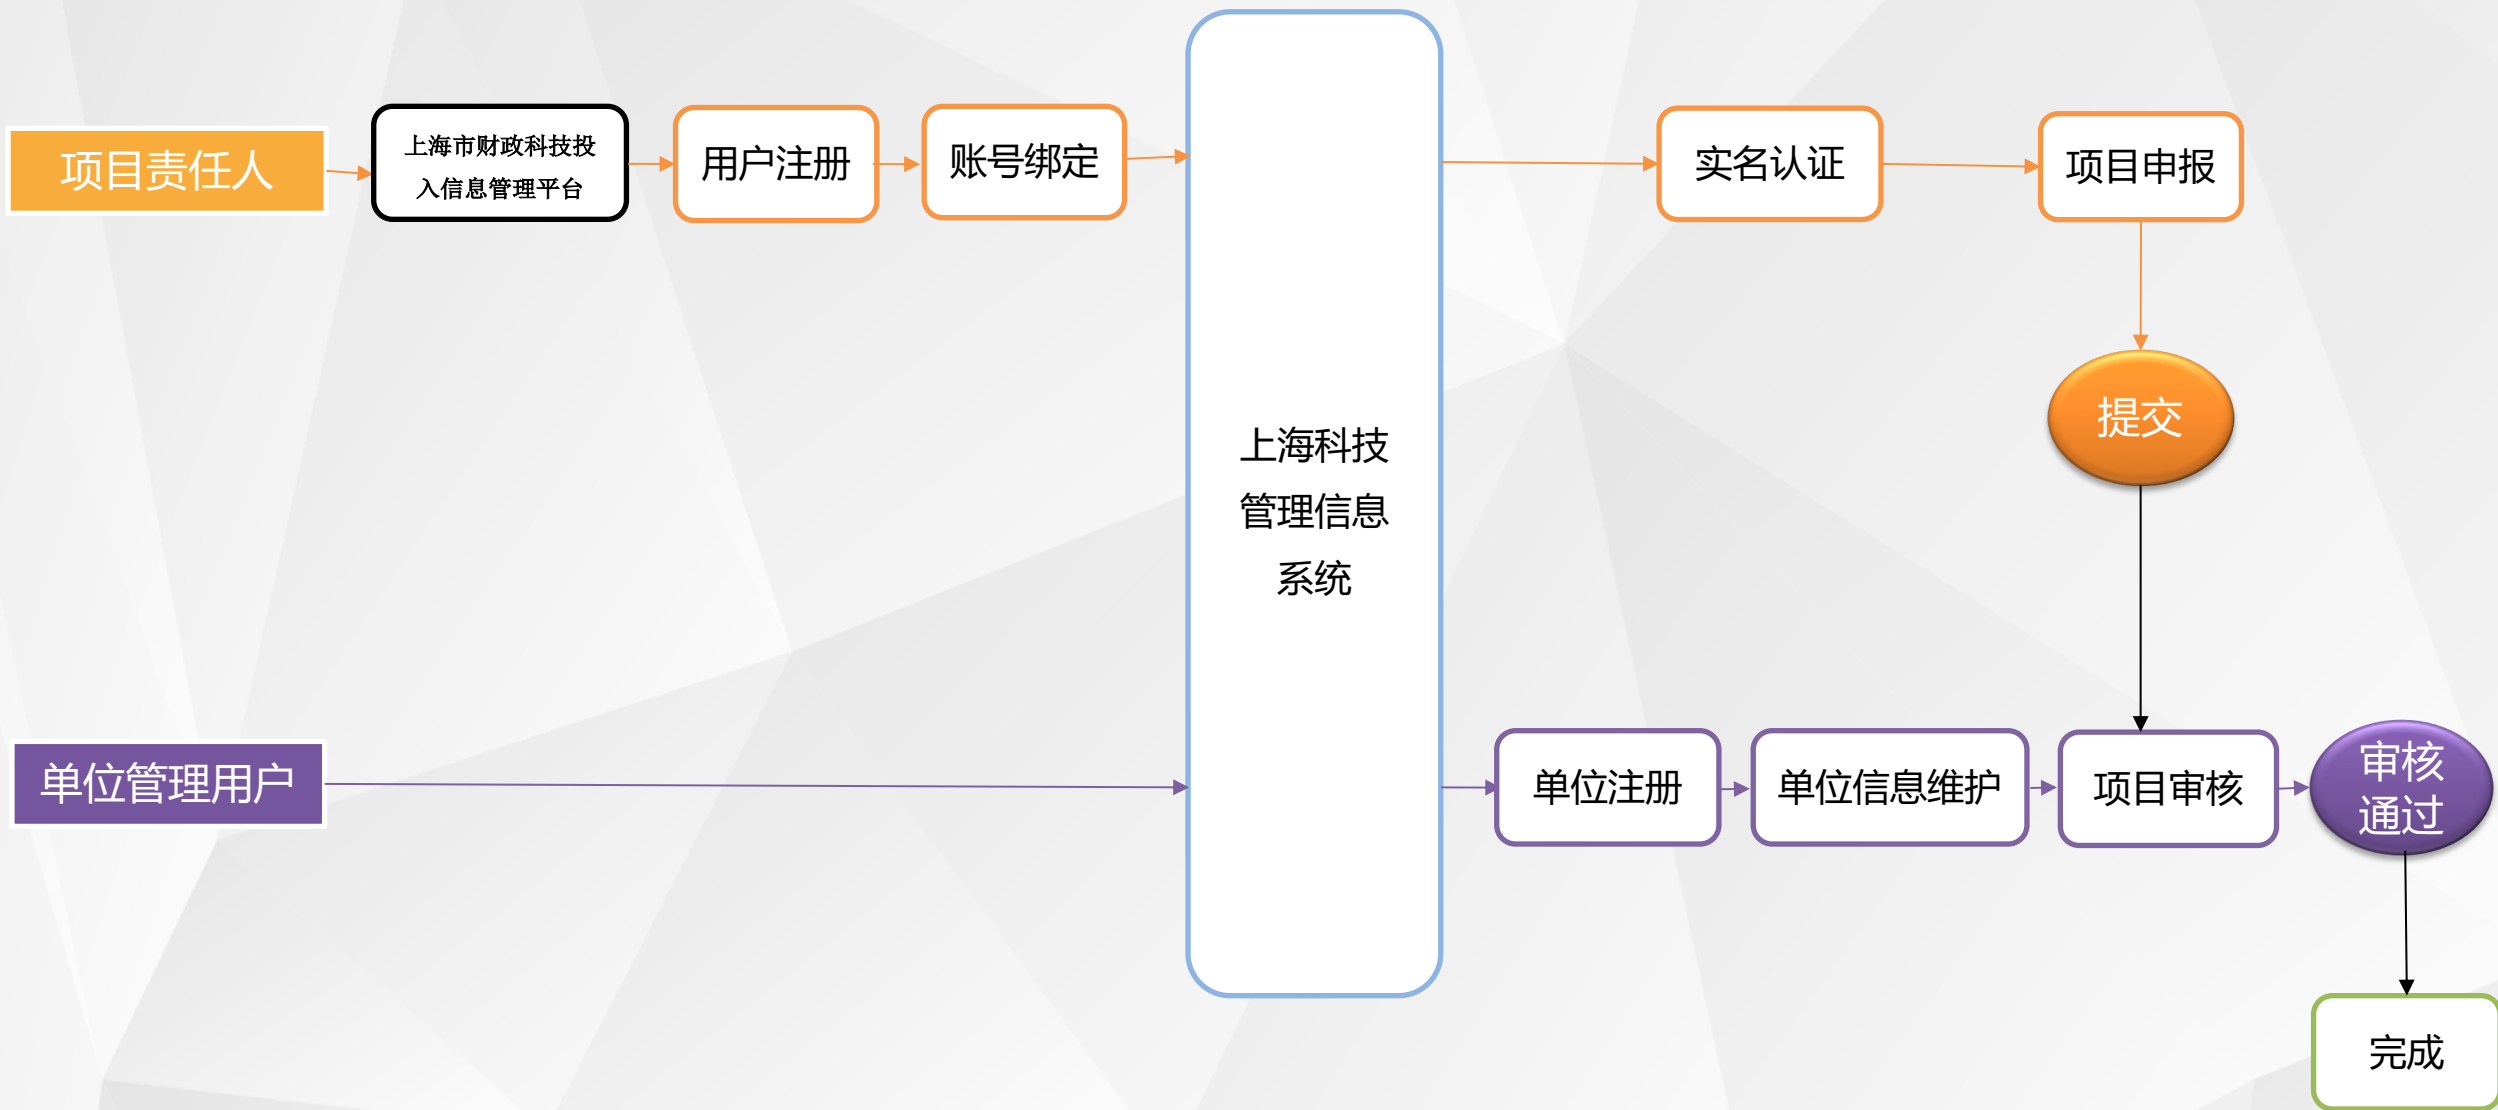 项目责任人
上海市财政科技投
入信息管理平台
用户注册
账号绑定
上海科技
管理信息
系统
实名认证
项目申报
提交
单位管理用户
单位注册
单位信息维护
项目审核
审核
通过
完成